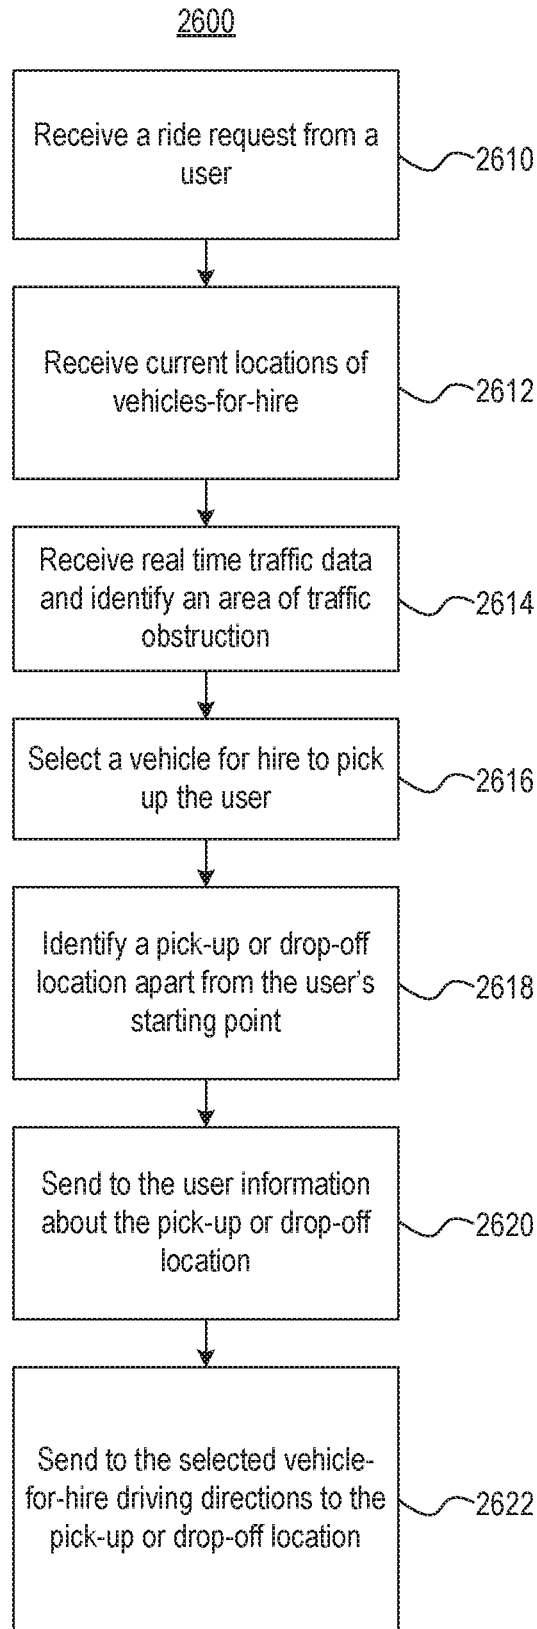 2600
Receive a ride request from a
user
2610
Receive current locations of
vehicles-for-hire
2612
Receive real time traffic data
and identify an area of traffic
obstruction
2614
Select a vehicle for hire to pick
up the user
2616
Identify a pick-up or drop-off
location apart from the user's
starting point
2618
Send to the user information
about the pick-up or drop-off
location
2620
Send to the selected vehicle-
for-hire driving directions to the
pick-up or drop-off location
2622